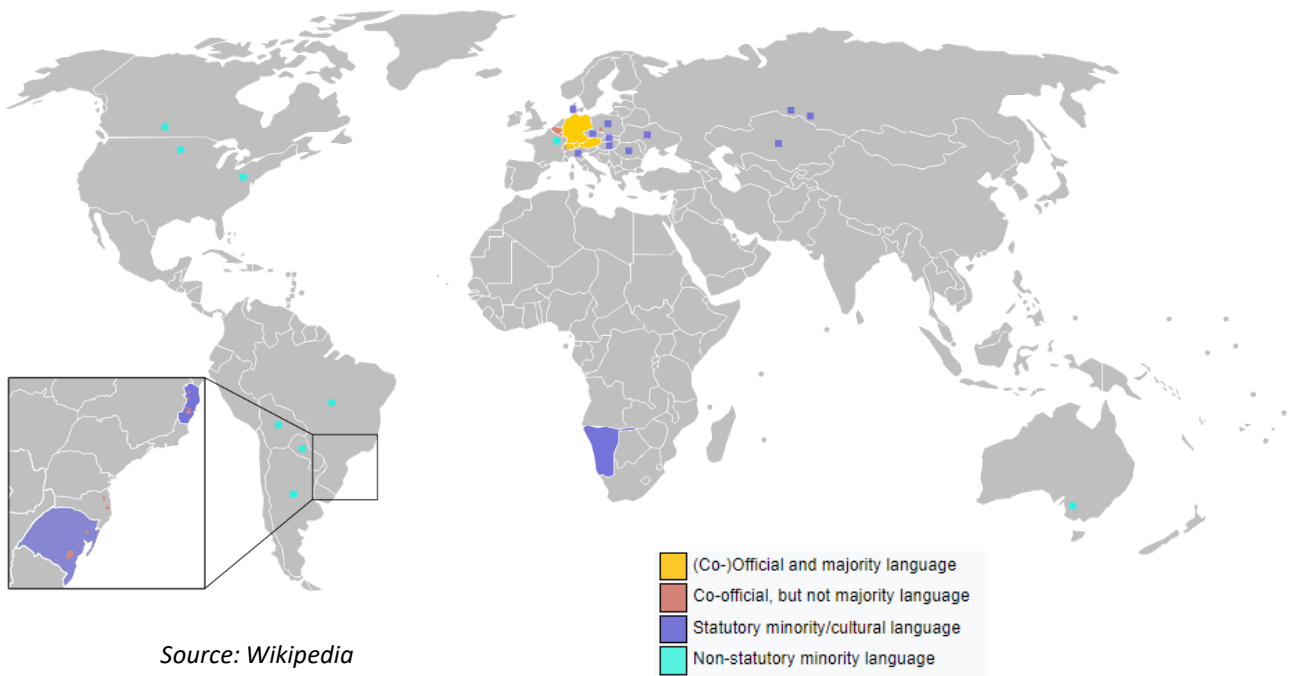 (Co-)Official and majority language
Co-official, but not majority language
Statutory minority/cultural language
Non-statutory minority language
Source: Wikipedia